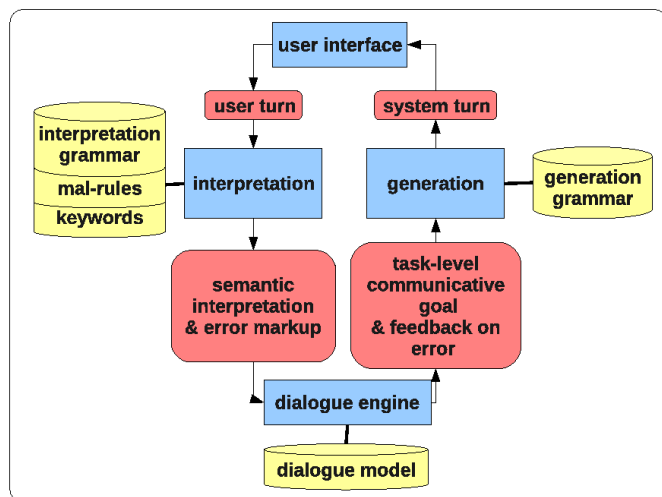 user interface
user turn
system turn
interpretation
grammar
mal-rules
keywords
interpretation
generation
generation
grammar
semantic
interpretation
& error markup
task-level
communicative
goal
& feedback on
error
dialogue engine
dialogue model